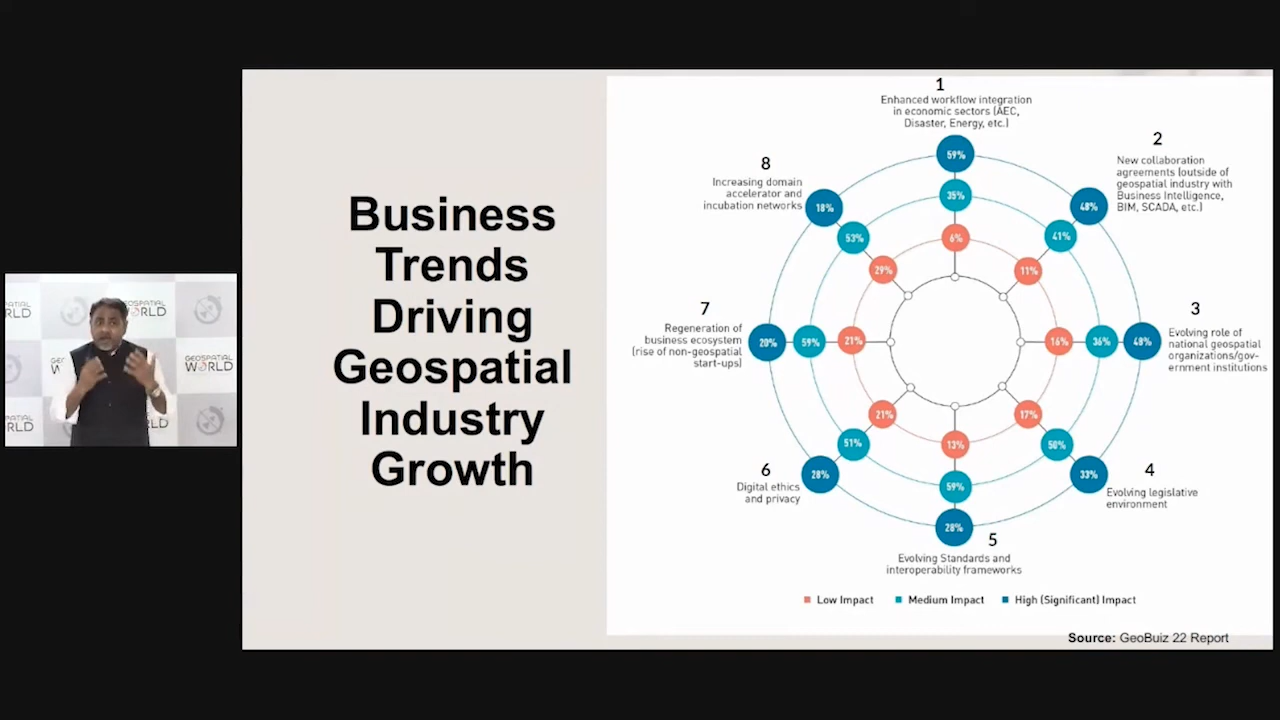 Business
Trends
Driving
Geospatial
Industry
Growth
1
Enhanced workflow integration
in economic sectors (AEC,
Disaster, Energy, etc.)
59%
35%
6%
2
New collaboration
agreements (outside of
geospatial industry with
Business Intelligence,
BIM, SCADA, etc.)
48%
41%
11%
3
Evolving role of
national geospatial
organizations/gov-
ernment institutions
48%
36%
16%
4
Evolving legislative
environment
33%
50%
17%
5
Evolving Standards and
interoperability frameworks
28%
59%
13%
6
Digital ethics
and privacy
28%
51%
21%
7
Regeneration of
business ecosystem
(rise of non-geospatial
start-ups)
20%
59%
21%
8
Increasing domain
accelerator and
incubation networks
18%
53%
29%
Low Impact
Medium Impact
High (Significant) Impact
Source: GeoBuiz 22 Report
GEOSPATIAL
WORLD